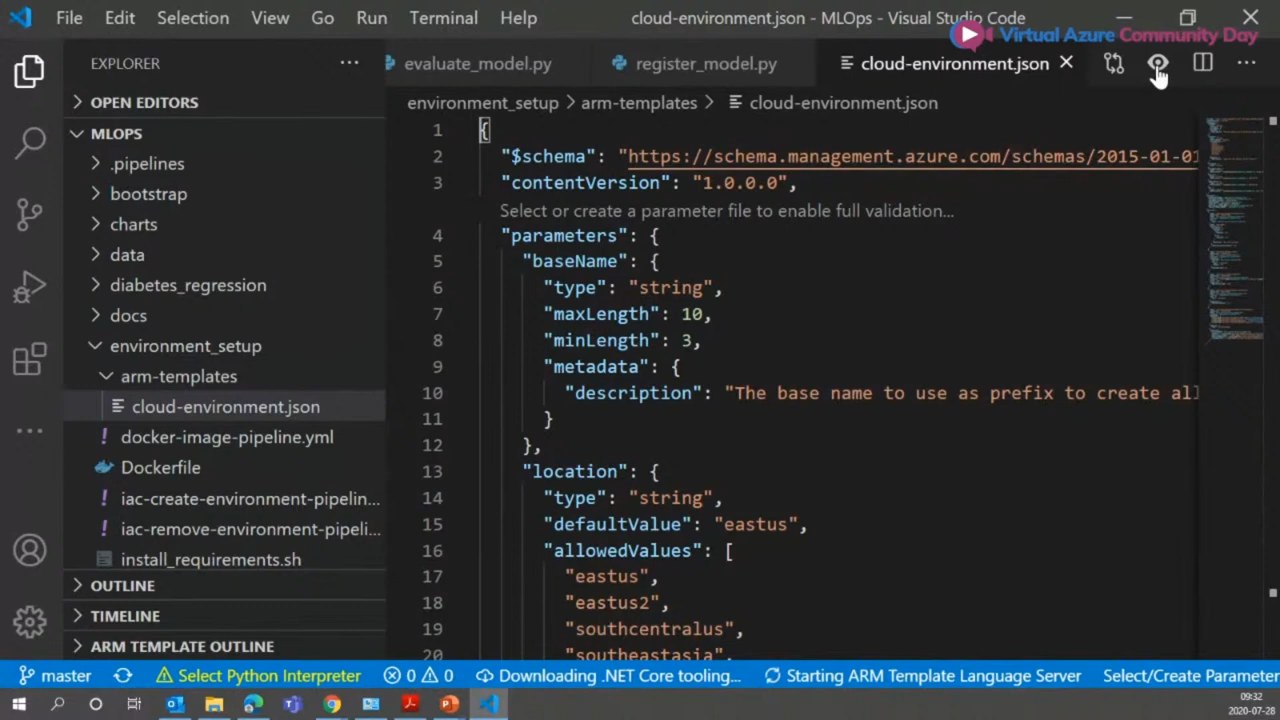 File Edit Selection View Go Run Terminal Help cloud-environment.json - MLOps - Visual Studio Code
Virtual Azure Community Day
EXPLORER
evaluate_model.py register_model.py cloud-environment.json
OPEN EDITORS
environment_setup > arm-templates > cloud-environment.json
MLOPS
.pipelines
bootstrap
charts
data
diabetes_regression
docs
environment_setup
arm-templates
cloud-environment.json
docker-image-pipeline.yml
Dockerfile
iac-create-environment-pipelin...
iac-remove-environment-pipeli...
install_requirements.sh
OUTLINE
TIMELINE
ARM TEMPLATE OUTLINE
1 {
2 "$schema": "https://schema.management.azure.com/schemas/2015-01-01
3 "contentVersion": "1.0.0.0",
Select or create a parameter file to enable full validation...
4 "parameters": {
5 "baseName": {
6 "type": "string",
7 "maxLength": 10,
8 "minLength": 3,
9 "metadata": {
10 "description": "The base name to use as prefix to create all
11 }
12 },
13 "location": {
14 "type": "string",
15 "defaultValue": "eastus",
16 "allowedValues": [
17 "eastus",
18 "eastus2",
19 "southcentralus",
20 "southeastasia",
master Select Python Interpreter 0 0 Downloading .NET Core tooling... Starting ARM Template Language Server Select/Create Parameter
09:32
2020-07-28